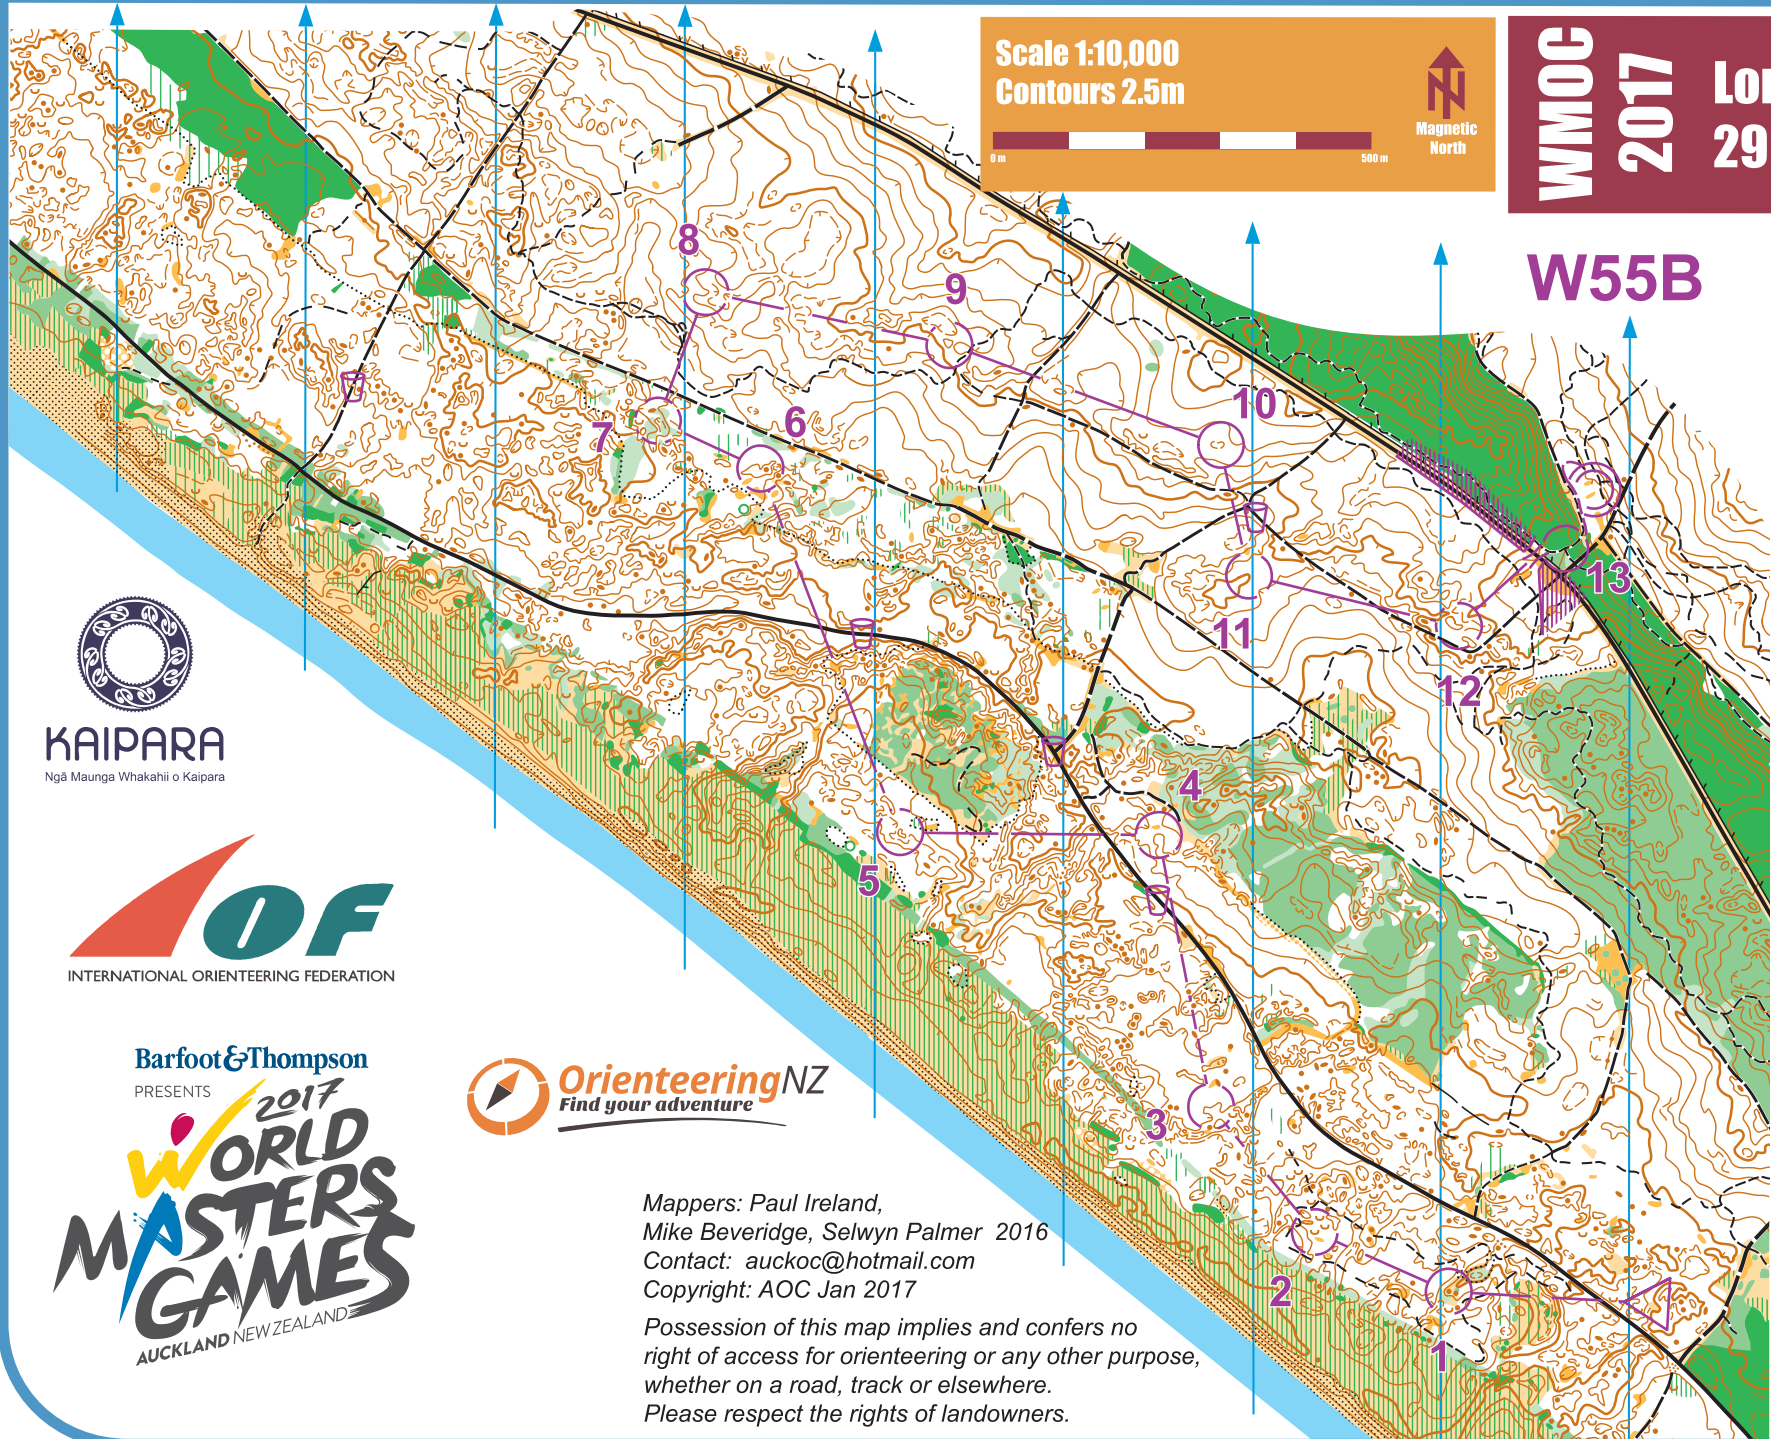 Scale 1:10,000
Contours 2.5m
0 m
500 m
Magnetic
North
WMOC
2017
29
W55B
8
9
10
6
7
13
11
12
4
5
3
2
1
KAIPARA
Ngā Maunga Whakahii o Kaipara
IOF
INTERNATIONAL ORIENTEERING FEDERATION
Barfoot&Thompson
PRESENTS
2017
WORLD
MASTERS
GAMES
AUCKLAND NEW ZEALAND
OrienteeringNZ
Find your adventure
Mappers: Paul Ireland,
Mike Beveridge, Selwyn Palmer 2016
Contact: auckoc@hotmail.com
Copyright: AOC Jan 2017
Possession of this map implies and confers no
right of access for orienteering or any other purpose,
whether on a road, track or elsewhere.
Please respect the rights of landowners.